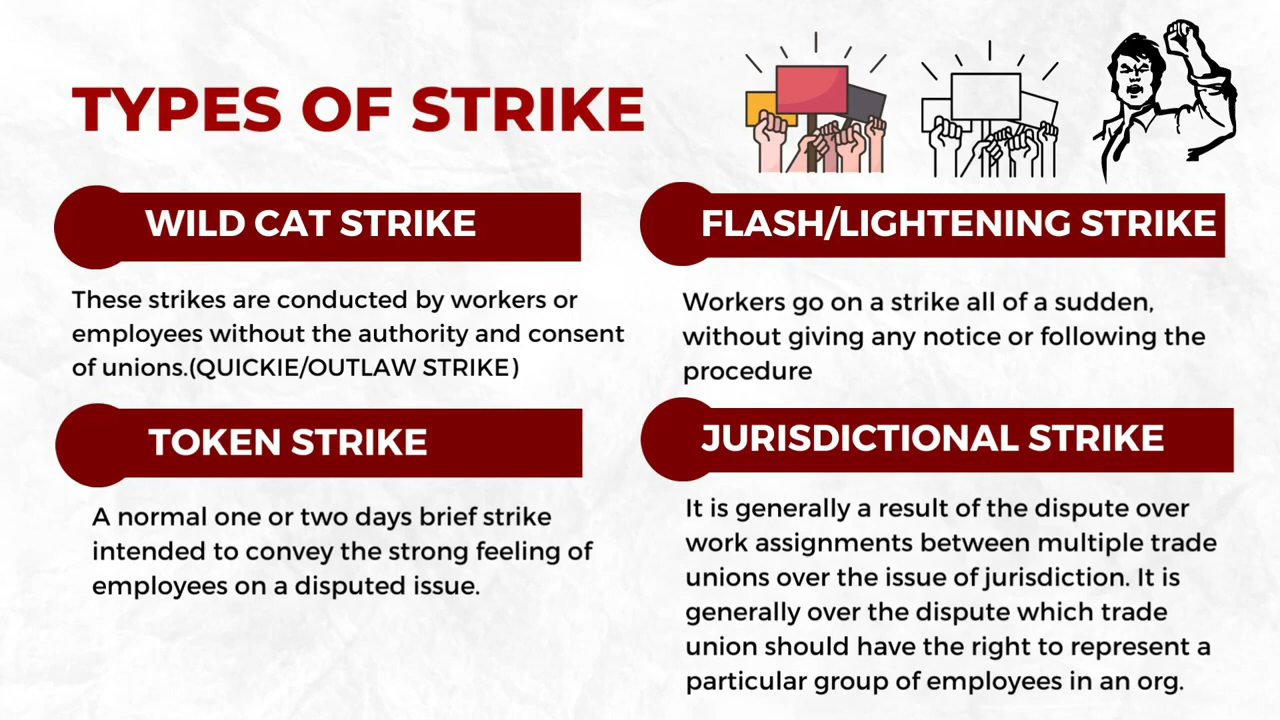 TYPES OF STRIKE
WILD CAT STRIKE
These strikes are conducted by workers or
employees without the authority and consent
of unions.(QUICKIE/OUTLAW STRIKE)
FLASH/LIGHTENING STRIKE
Workers go on a strike all of a sudden,
without giving any notice or following the
procedure
TOKEN STRIKE
A normal one or two days brief strike
intended to convey the strong feeling of
employees on a disputed issue.
JURISDICTIONAL STRIKE
It is generally a result of the dispute over
work assignments between multiple trade
unions over the issue of jurisdiction. It is
generally over the dispute which trade
union should have the right to represent a
particular group of employees in an org.